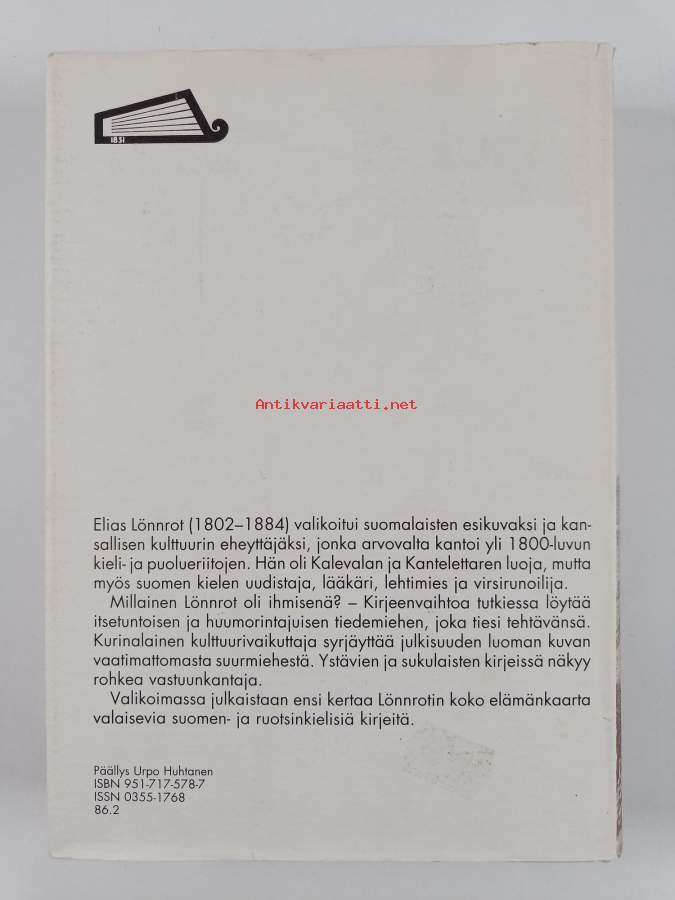 1831
Antikvariaatti.net
Elias Lönnrot (1802–1884) valikoitui suomalaisten esikuvaksi ja kan-
sallisen kulttuurin eheyttäjäksi, jonka arvovalta kantoi yli 1800-luvun
kieli- ja puolueriitojen. Hän oli Kalevalan ja Kantelettaren luoja, mutta
myös suomen kielen uudistaja, lääkäri, lehtimies ja virsirunoilija.
Millainen Lönnrot oli ihmisenä? – Kirjeenvaihtoa tutkiessa löytää
itsetuntoisen ja huumorintajuisen tiedemiehen, joka tiesi tehtävänsä.
Kurinalainen kulttuurivaikuttaja syrjäyttää julkisuuden luoman kuvan
vaatimattomasta suurmiehestä. Ystävien ja sukulaisten kirjeissä näkyy
rohkea vastuunkantaja.
Valikoimassa julkaistaan ensi kertaa Lönnrotin koko elämänkaarta
valaisevia suomen- ja ruotsinkielisiä kirjeitä.
Päällys Urpo Huhtanen
ISBN 951-717-578-7
ISSN 0355-1768
86.2